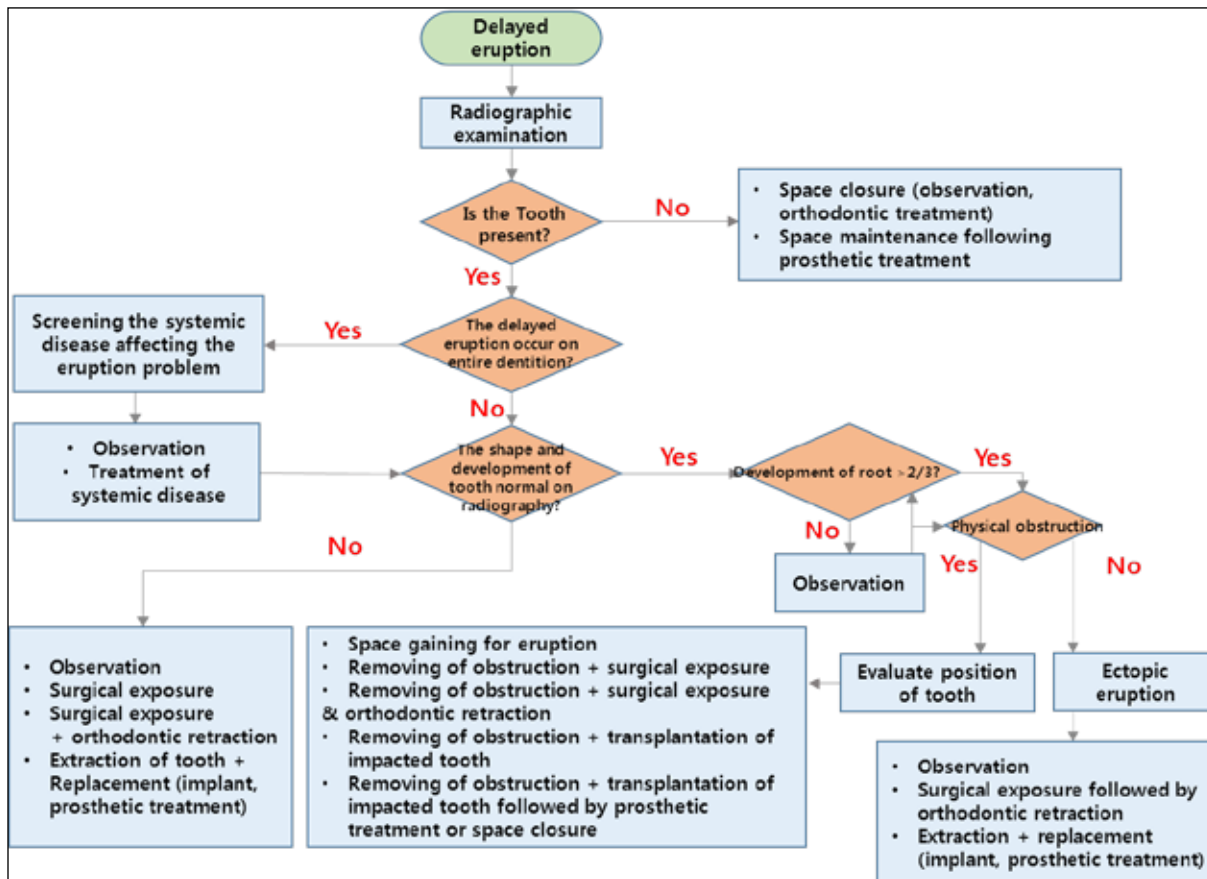 Delayed
eruption
Radiographic
examination
Is the Tooth
present?
No
• Space closure (observation,
orthodontic treatment)
• Space maintenance following
prosthetic treatment
Yes
Screening the systemic
disease affecting the
eruption problem
Yes
The delayed
eruption occur on
entire dentition?
No
• Observation
• Treatment of
systemic disease
The shape and
development of
tooth normal on
radiography?
Yes
Development of root >2/3?
Yes
No
Physical obstruction
No
Observation
Yes
No
• Observation
• Surgical exposure
• Surgical exposure
+ orthodontic retraction
• Extraction of tooth +
Replacement (implant,
prosthetic treatment)
• Space gaining for eruption
• Removing of obstruction + surgical exposure
• Removing of obstruction + surgical exposure
& orthodontic retraction
• Removing of obstruction + transplantation of
impacted tooth
• Removing of obstruction + transplantation of
impacted tooth followed by prosthetic
treatment or space closure
Evaluate position
of tooth
Ectopic
eruption
• Observation
• Surgical exposure followed by
orthodontic retraction
• Extraction + replacement
(implant, prosthetic treatment)